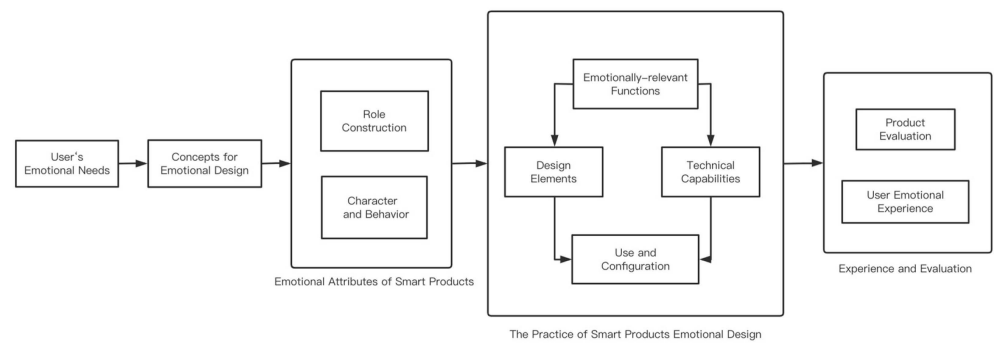 User's
Emotional Needs
Concepts for
Emotional Design
Role
Construction
Character
and Behavior
Emotional Attributes of Smart Products
Emotionally-relevant
Functions
Design
Elements
Technical
Capabilities
Use and
Configuration
The Practice of Smart Products Emotional Design
Product
Evaluation
User Emotional
Experience
Experience and Evaluation